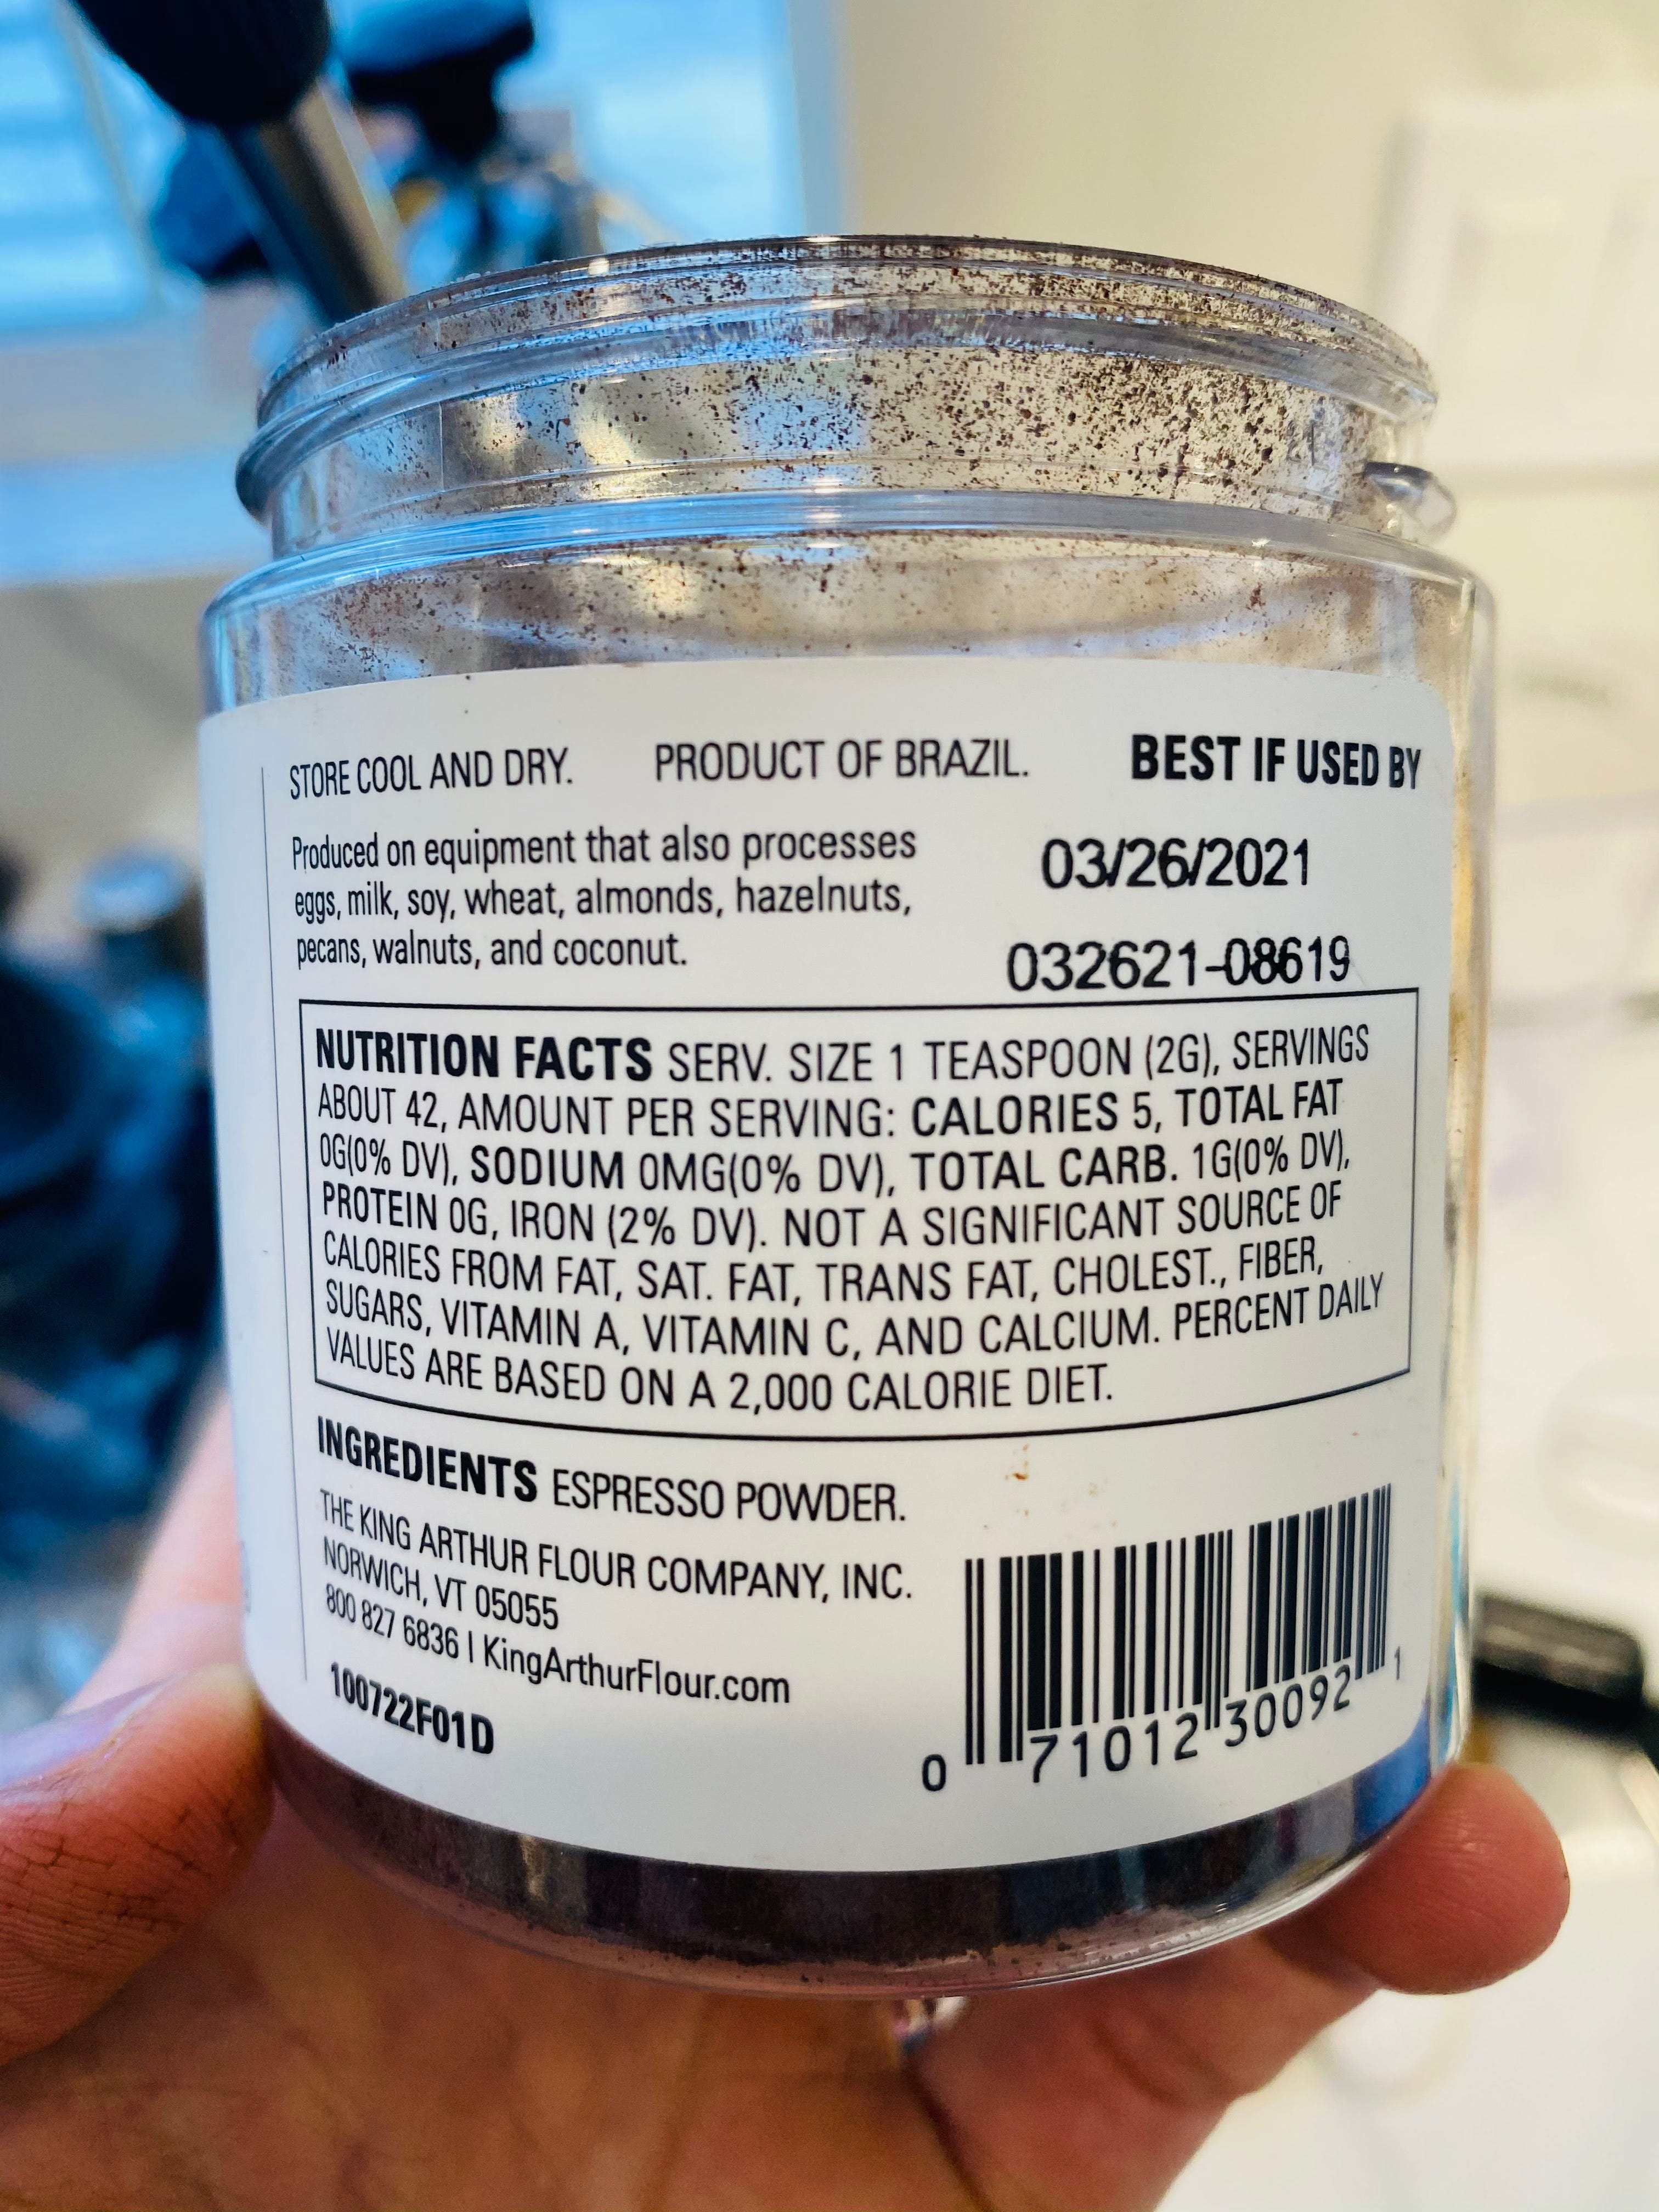 STORE COOL AND DRY. PRODUCT OF BRAZIL. BEST IF USED BY
Produced on equipment that also processes
eggs, milk, soy, wheat, almonds, hazelnuts,
pecans, walnuts, and coconut.
03/26/2021
032621-08619
NUTRITION FACTS SERV. SIZE 1 TEASPOON (2G), SERVINGS
ABOUT 42, AMOUNT PER SERVING: CALORIES 5, TOTAL FAT
0G(0% DV), SODIUM 0MG(0% DV), TOTAL CARB. 1G(0% DV),
PROTEIN 0G, IRON (2% DV). NOT A SIGNIFICANT SOURCE OF
CALORIES FROM FAT, SAT. FAT, TRANS FAT, CHOLEST., FIBER,
SUGARS, VITAMIN A, VITAMIN C, AND CALCIUM. PERCENT DAILY
VALUES ARE BASED ON A 2,000 CALORIE DIET.
INGREDIENTS ESPRESSO POWDER.
THE KING ARTHUR FLOUR COMPANY, INC.
NORWICH, VT 05055
800 827 6836 | KingArthurFlour.com
100722F01D
0 71012 30092 1